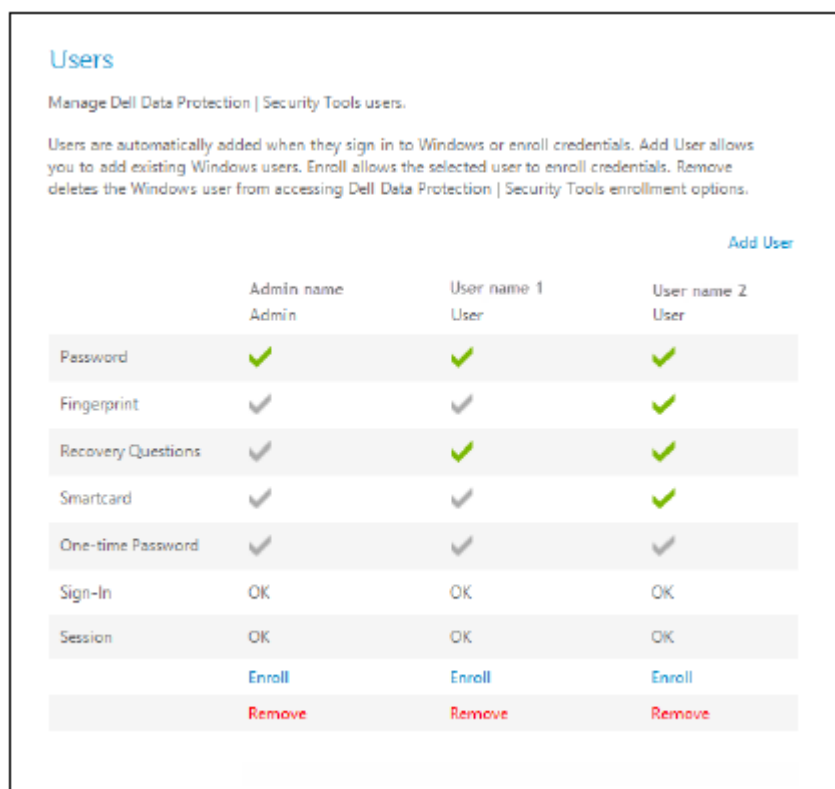 Users
Manage Dell Data Protection | Security Tools users.
Users are automatically added when they sign in to Windows or enroll credentials. Add User allows
you to add existing Windows users. Enroll allows the selected user to enroll credentials. Remove
deletes the Windows user from accessing Dell Data Protection | Security Tools enrollment options.
Add User
Admin name User name 1 User name 2
Admin User User
Password
Fingerprint
Recovery Questions
Smartcard
One-time Password
Sign-In OK OK OK
Session OK OK OK
Enroll Enroll Enroll
Remove Remove Remove